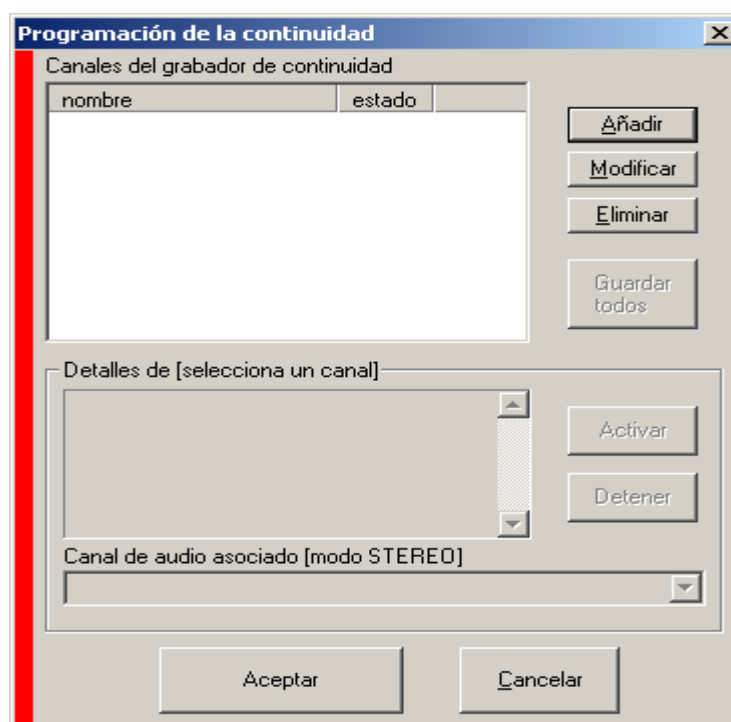 Programación de la continuidad
Canales del grabador de continuidad
nombre estado
Añadir
Modificar
Eliminar
Guardar
todos
Detalles de [selecciona un canal]
Activar
Detener
Canal de audio asociado [modo STEREO]
Aceptar Cancelar